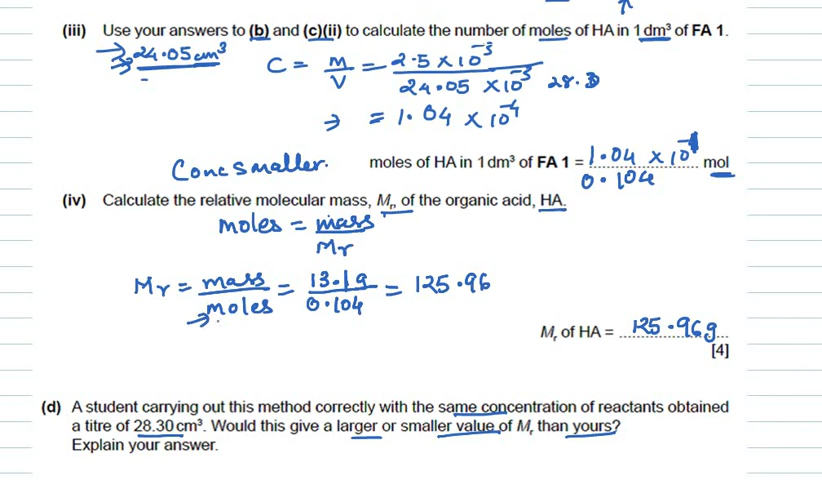 (iii) Use your answers to (b) and (c)(ii) to calculate the number of moles of HA in 1 dm³ of FA 1.
24.05 cm³
C = M/V = 2.5 × 10⁻³ / 24.05 × 10⁻³ 28.3
⇒ = 1.04 × 10⁻⁴
Conc smaller. moles of HA in 1 dm³ of FA 1 = 1.04 × 10⁻¹ mol
0.104
(iv) Calculate the relative molecular mass, Mᵣ, of the organic acid, HA.
moles = mass / Mr
Mr = mass / moles = 13.1g / 0.104 = 125.96
Mᵣ of HA = 125.96g
[4]
(d) A student carrying out this method correctly with the same concentration of reactants obtained
a titre of 28.30 cm³. Would this give a larger or smaller value of Mᵣ than yours?
Explain your answer.